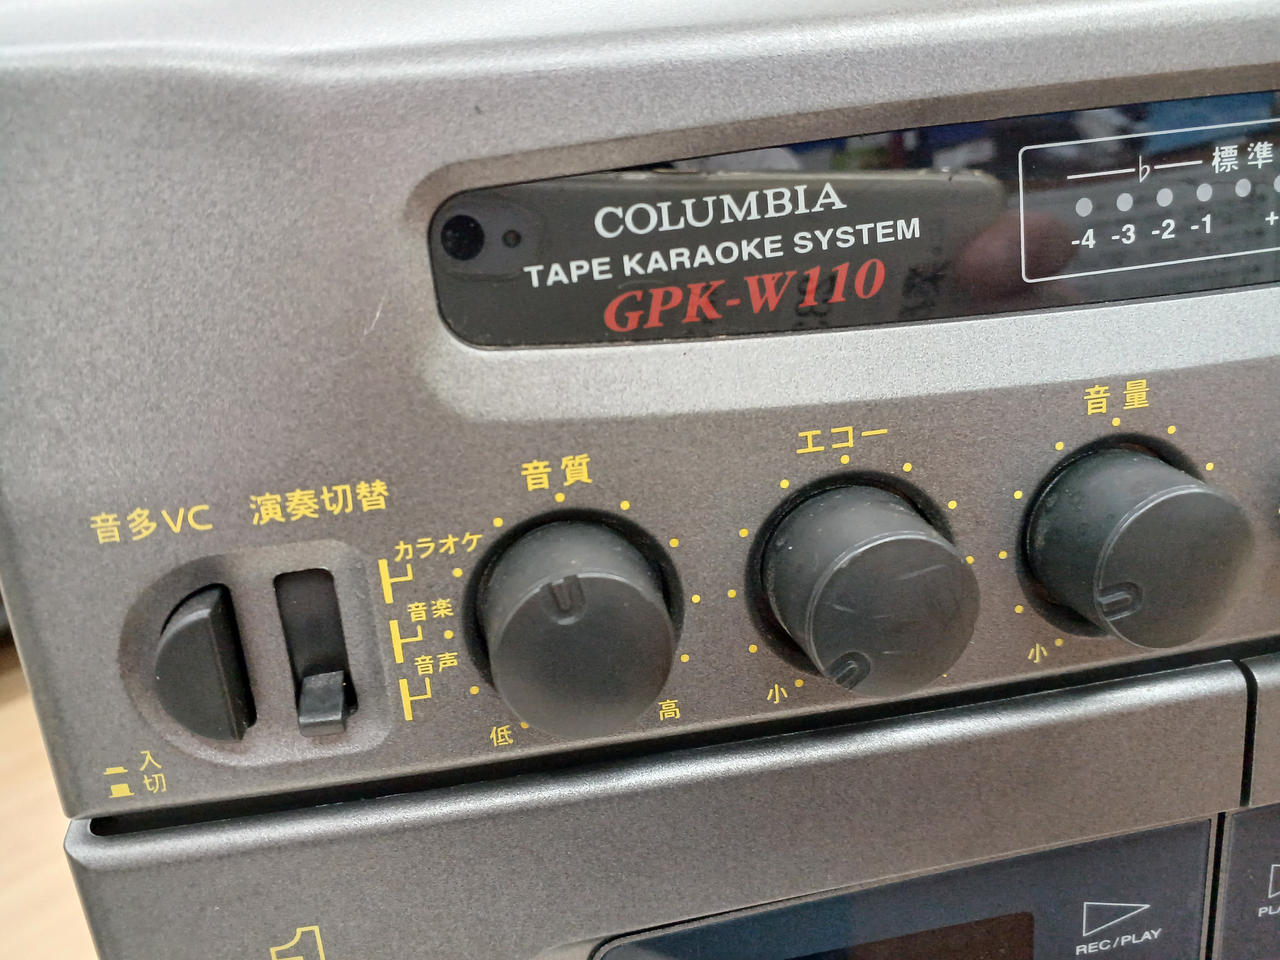 COLUMBIA
TAPE KARAOKE SYSTEM
GPK-W110
♭ 標準
-4 -3 -2 -1 +
音多VC
演奏切替
カラオケ
音楽
音声
入
切
音質
低 高
エコー
小
音量
小
1
REC/PLAY